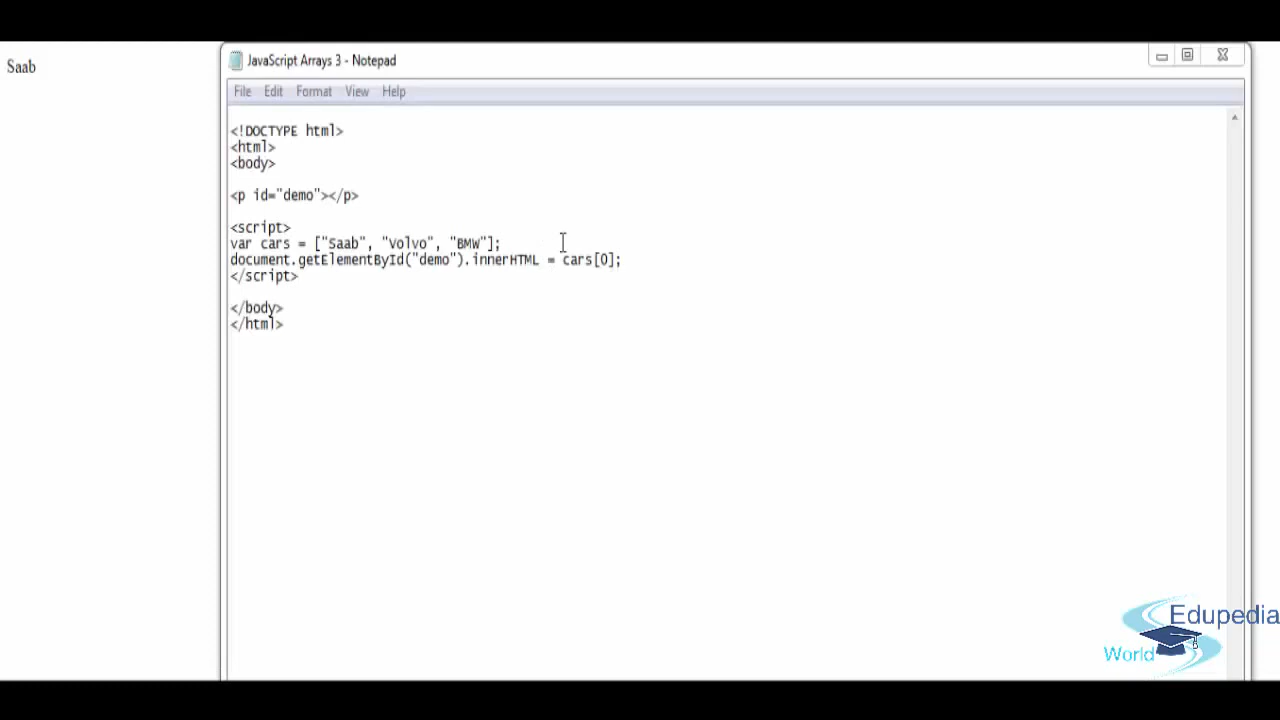 Saab
JavaScript Arrays 3 - Notepad
File Edit Format View Help
<!DOCTYPE html>
<html>
<body>
<p id="demo"></p>
<script>
var cars = ["Saab", "Volvo", "BMW"];
document.getElementById("demo").innerHTML = cars[0];
</script>
</body>
</html>
Edupedia
World